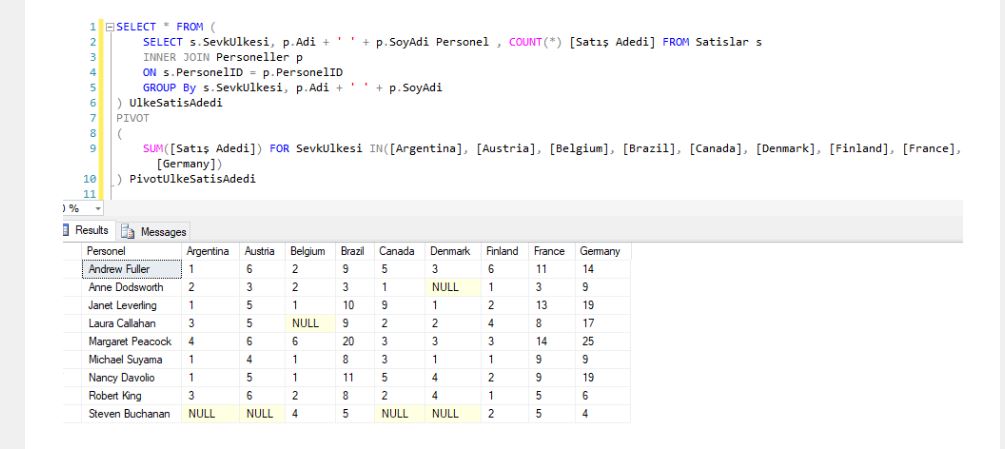 1 SELECT * FROM (
2 SELECT s.SevkUlkesi, p.Adi + ' ' + p.SoyAdi Personel , COUNT(*) [Satış Adedi] FROM Satislar s
3 INNER JOIN Personeller p
4 ON s.PersonelID = p.PersonelID
5 GROUP By s.SevkUlkesi, p.Adi + ' ' + p.SoyAdi
6 ) UlkeSatisAdedi
7 PIVOT
8 (
9 SUM([Satış Adedi]) FOR SevkUlkesi IN([Argentina], [Austria], [Belgium], [Brazil], [Canada], [Denmark], [Finland], [France],
[Germany])
10 ) PivotUlkeSatisAdedi
11
%
Results Messages
Personel Argentina Austria Belgium Brazil Canada Denmark Finland France Germany
Andrew Fuller 1 6 2 9 5 3 6 11 14
Anne Dodsworth 2 3 2 3 1 NULL 1 3 9
Janet Leverling 1 5 1 10 9 1 2 13 19
Laura Callahan 3 5 NULL 9 2 2 4 8 17
Margaret Peacock 4 6 6 20 3 3 3 14 25
Michael Suyama 1 4 1 8 3 1 1 9 9
Nancy Davolio 1 5 1 11 5 4 2 9 19
Robert King 3 6 2 8 2 4 1 5 6
Steven Buchanan NULL NULL 4 5 NULL NULL 2 5 4